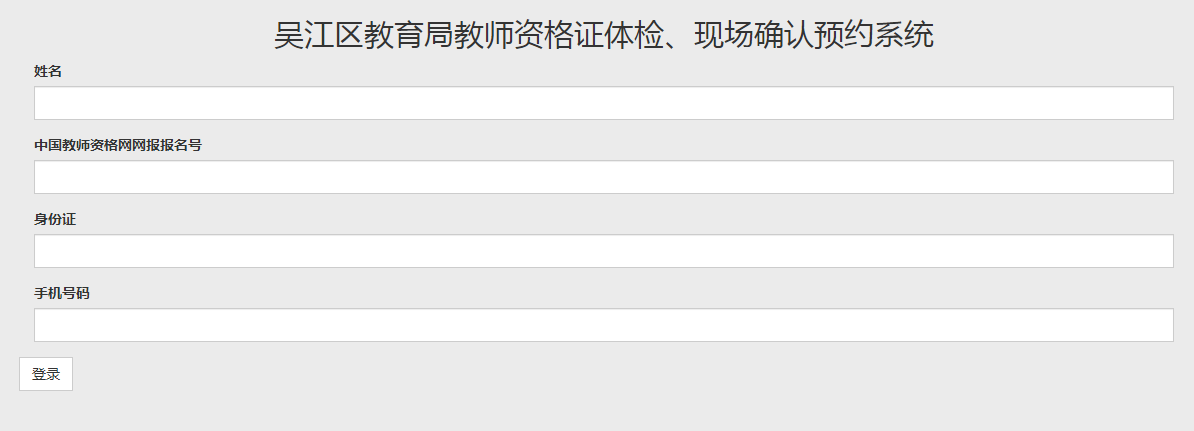 吴江区教育局教师资格证体检、现场确认预约系统
姓名
中国教师资格网网报报名号
身份证
手机号码
登录